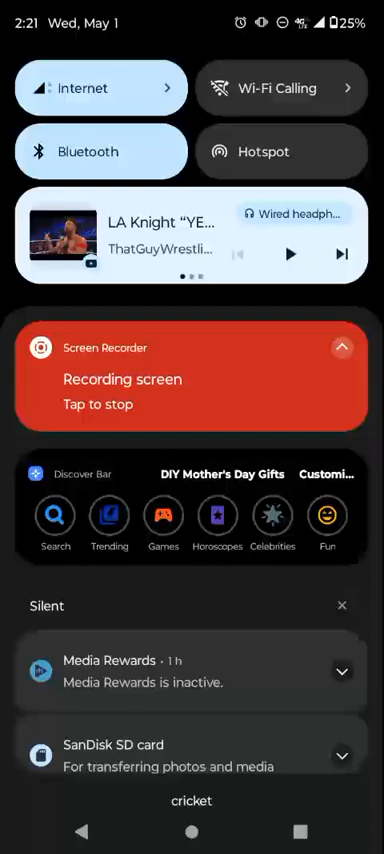 2:21 Wed, May 1 4G LTE 25%
Internet Wi-Fi Calling
Bluetooth Hotspot
LA Knight “YE... Wired headph...
ThatGuyWrestli...
Screen Recorder
Recording screen
Tap to stop
Discover Bar DIY Mother's Day Gifts Customi...
Search Trending Games Horoscopes Celebrities Fun
Silent
Media Rewards • 1 h
Media Rewards is inactive.
SanDisk SD card
For transferring photos and media
cricket